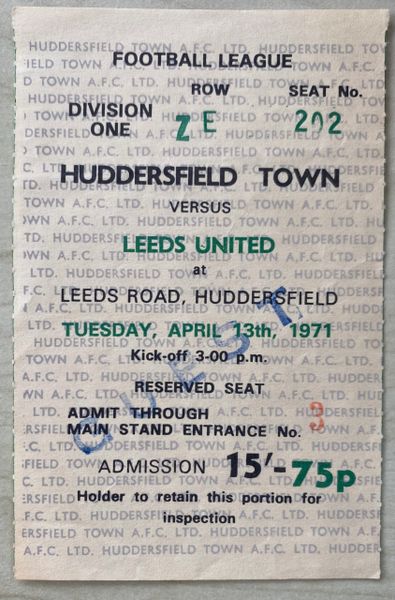 FOOTBALL LEAGUE
DIVISION ONE
ROW
ZE
SEAT No.
202
HUDDERSFIELD TOWN
VERSUS
LEEDS UNITED
at
LEEDS ROAD, HUDDERSFIELD
TUESDAY, APRIL 13th, 1971
Kick-off 3-00 p.m.
GUEST
RESERVED SEAT
ADMIT THROUGH
MAIN STAND ENTRANCE No. 3
ADMISSION 15'-75p
Holder to retain this portion for
inspection